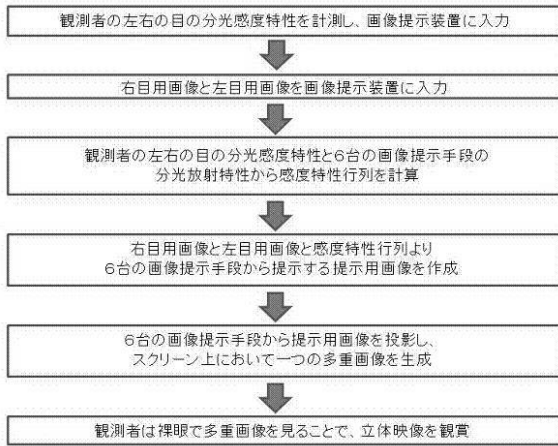 観測者の左右の目の分光感度特性を計測し、画像提示装置に入力
右目用画像と左目用画像を画像提示装置に入力
観測者の左右の目の分光感度特性と6台の画像提示手段の
分光放射特性から感度特性行列を計算
右目用画像と左目用画像と感度特性行列より
6台の画像提示手段から提示する提示用画像を作成
6台の画像提示手段から提示用画像を投影し、
スクリーン上において一つの多重画像を生成
観測者は裸眼で多重画像を見ることで、立体映像を観賞